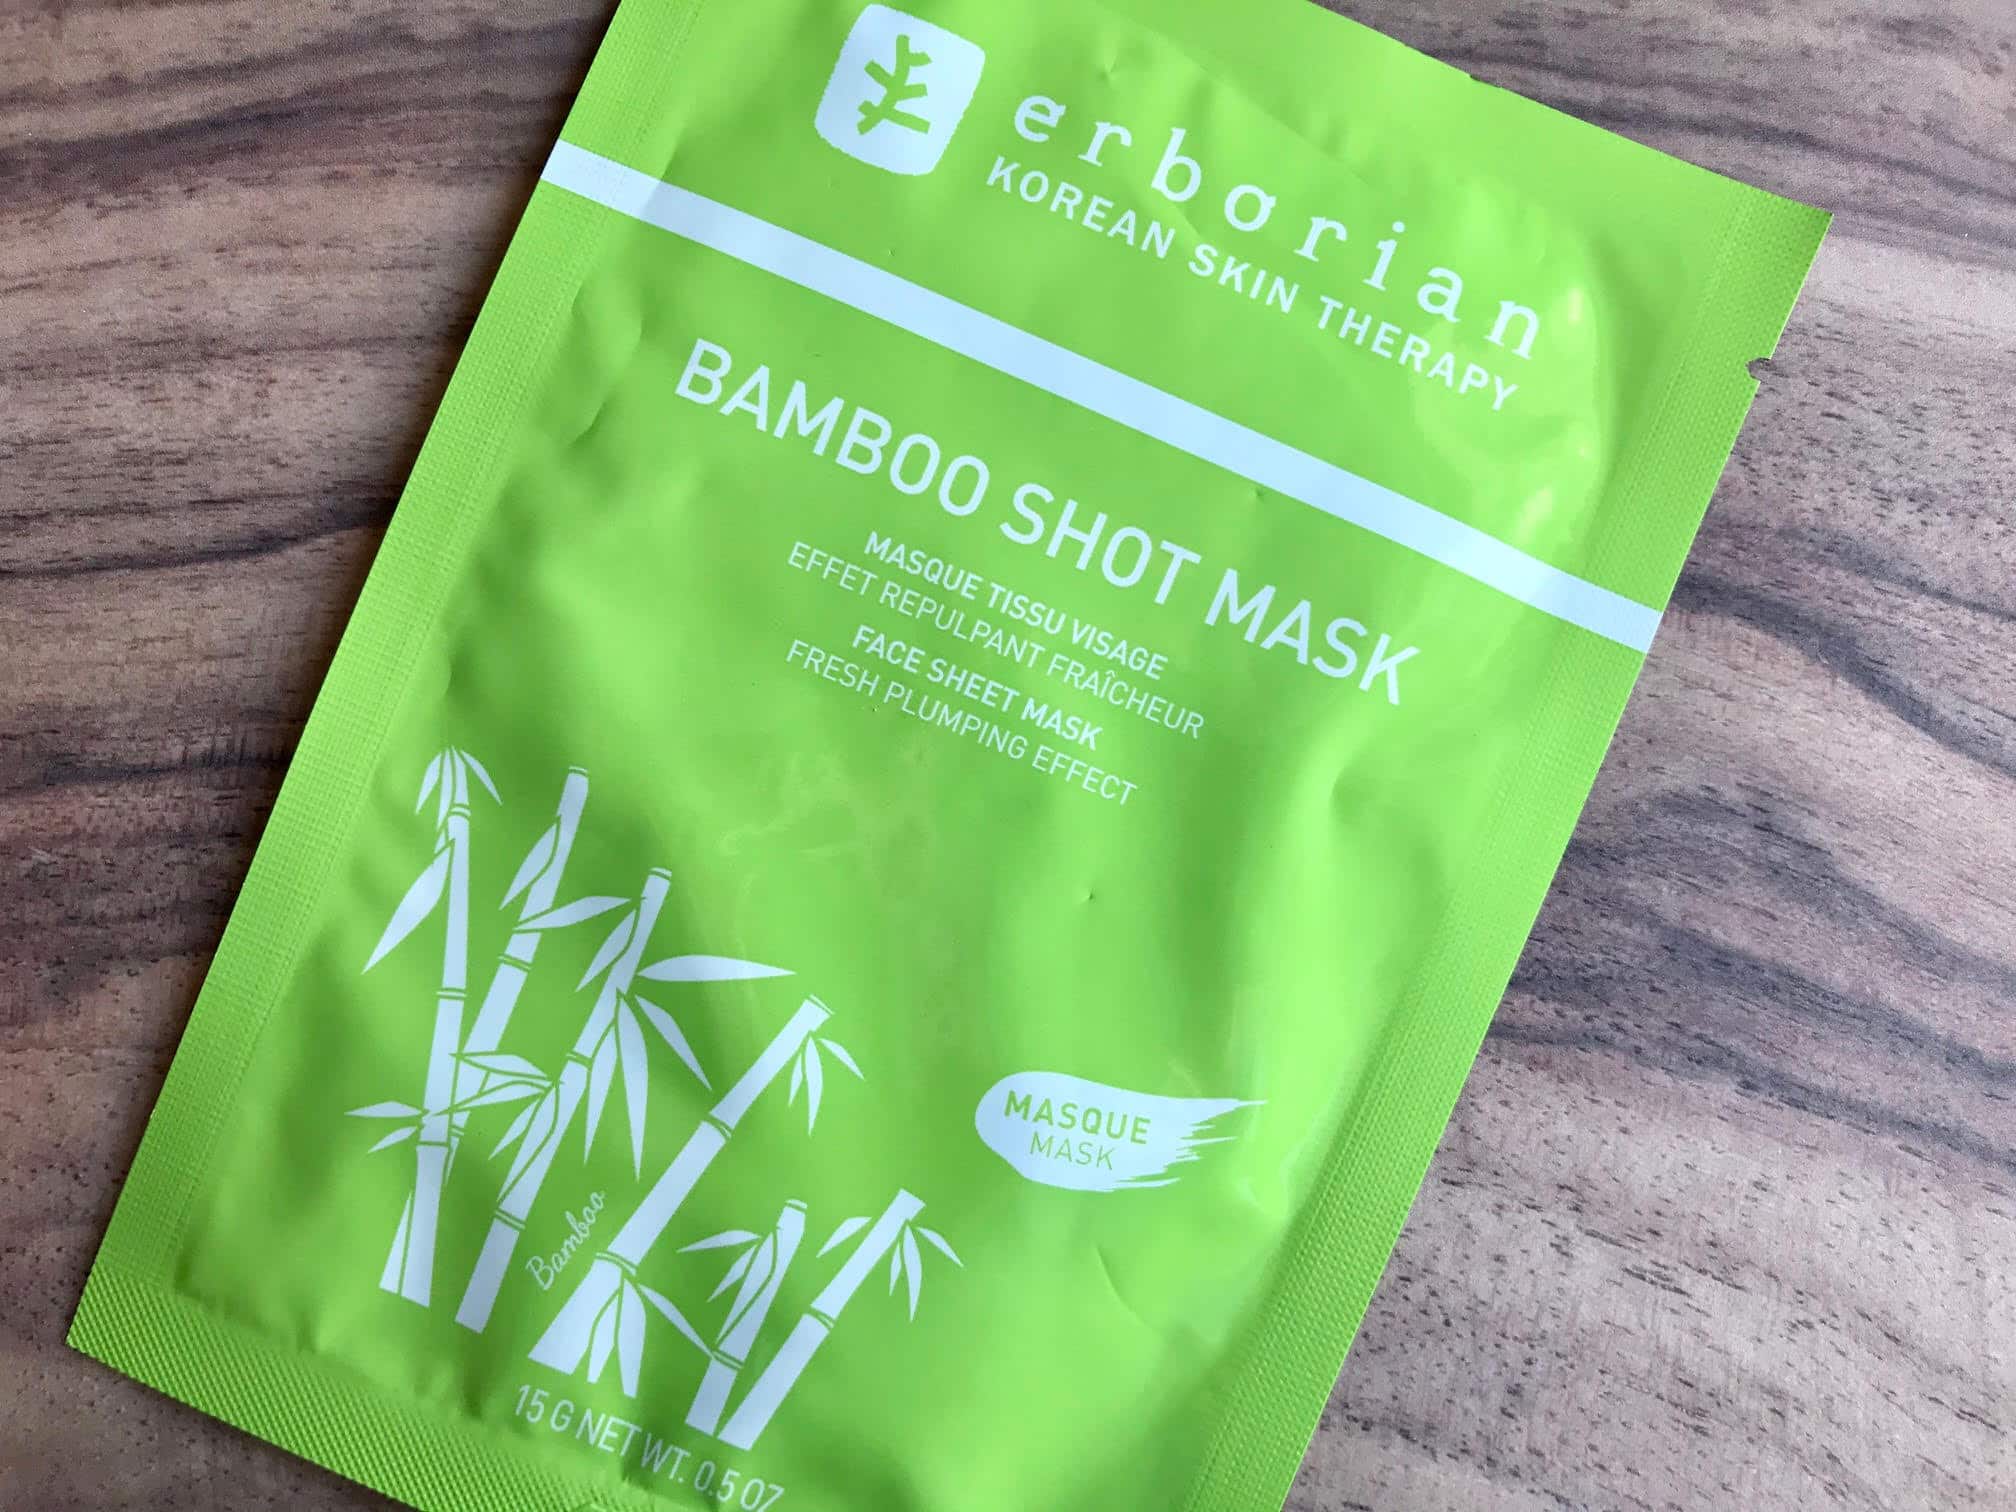 erborian
KOREAN SKIN THERAPY
BAMBOO SHOT MASK
MASQUE TISSU VISAGE
EFFET REPULPANT FRAÎCHEUR
FACE SHEET MASK
FRESH PLUMPING EFFECT
MASQUE
MASK
Bamboo
15 G NET WT. 0.5 OZ